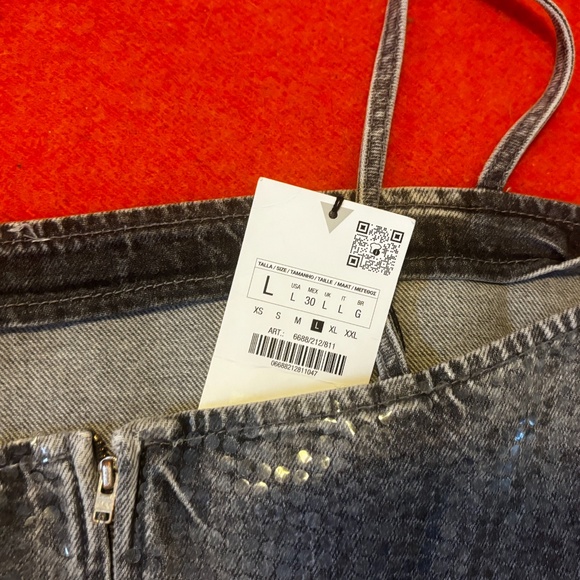 TALLA / SIZE / TAMANHO / TAILLE / MAAT / ΜΕΓΕΘΟΣ
L
USA MEX UK IT BR
L 30 L L G
XS S M L XL XXL
ART.: 6688/212/811
06688212811047